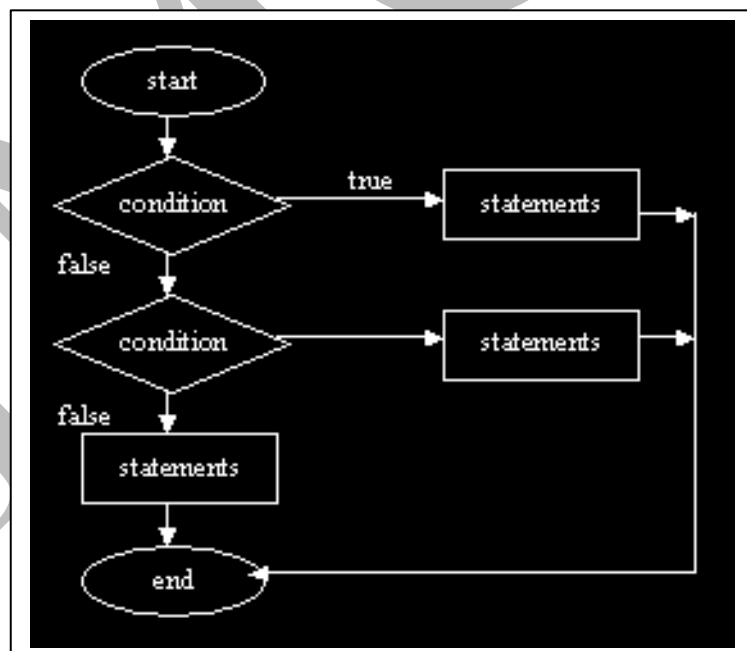 start
condition
true
statements
false
condition
statements
false
statements
end